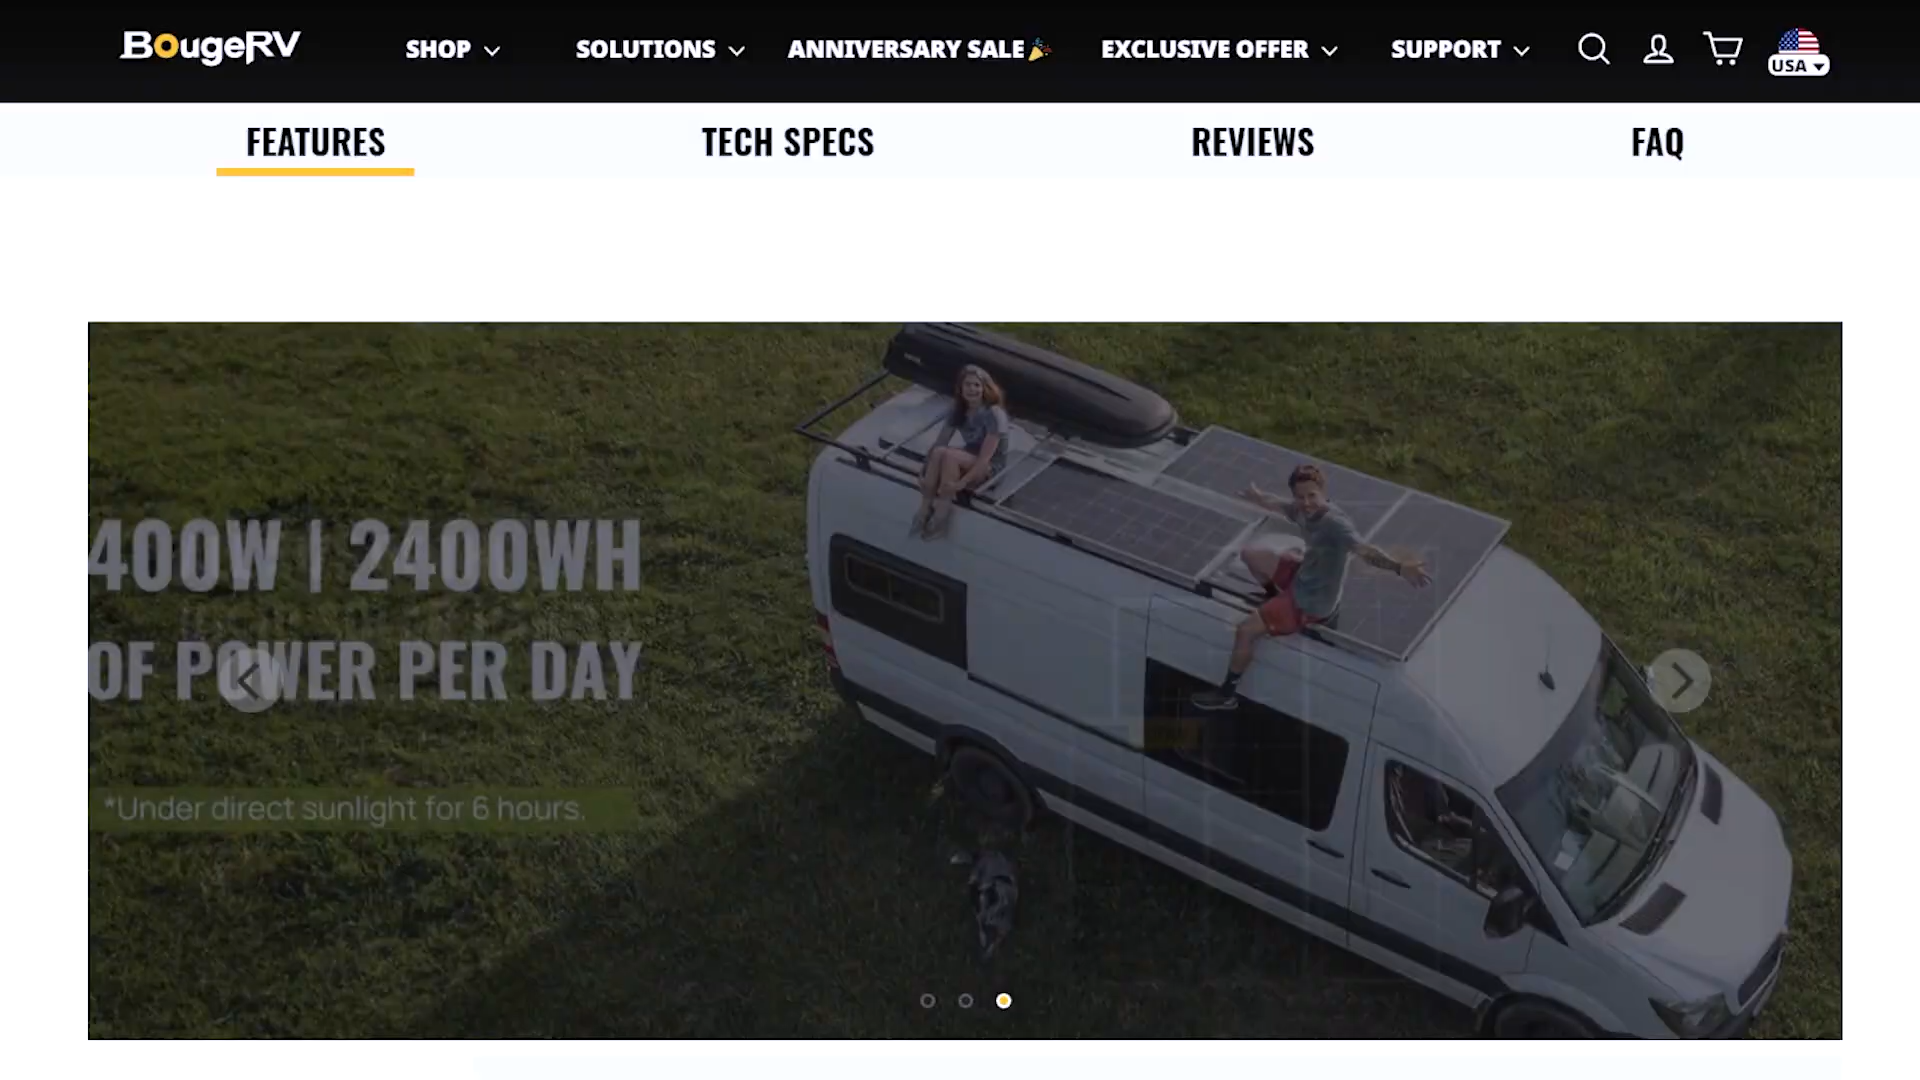 BougeRV
SHOP
SOLUTIONS
ANNIVERSARY SALE🎉
EXCLUSIVE OFFER
SUPPORT
USA
FEATURES
TECH SPECS
REVIEWS
FAQ
400W | 2400WH
OF POWER PER DAY
*Under direct sunlight for 6 hours.